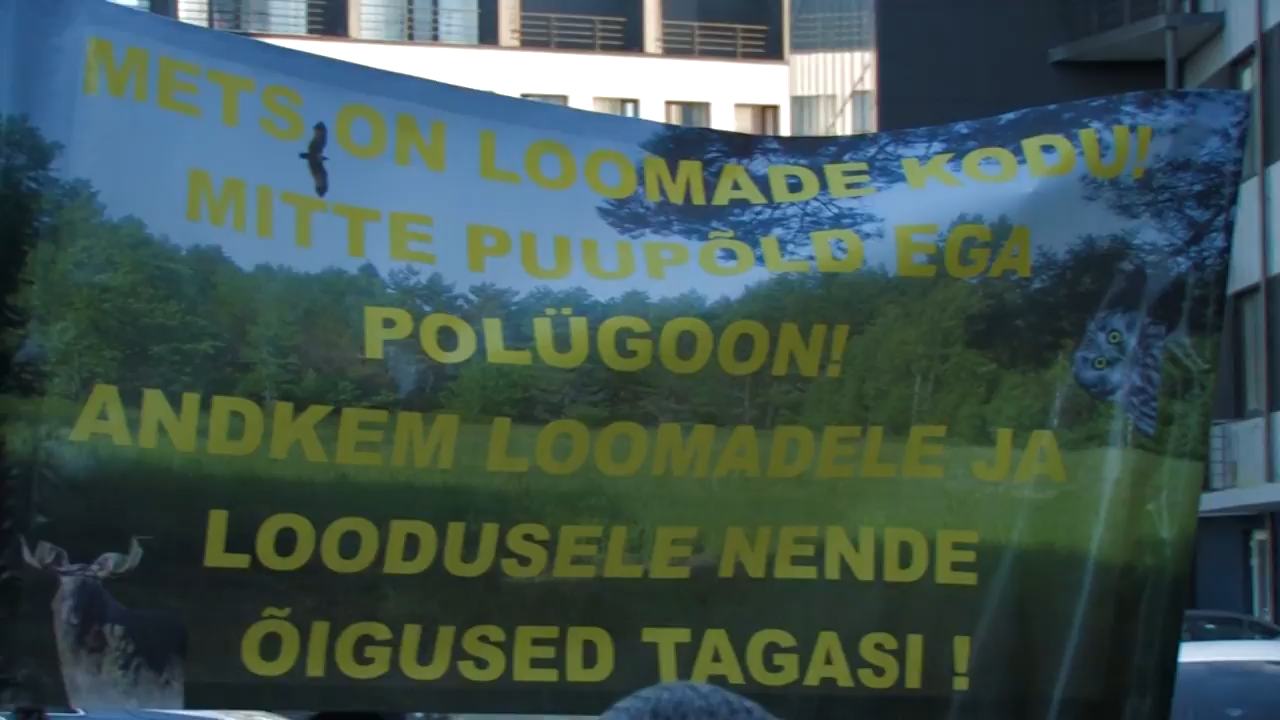 METS ON LOOMADE KODU!
MITTE PUUPÕLD EGA
POLÜGOON!
ANDKEM LOOMADELE JA
LOODUSELE NENDE
ÕIGUSED TAGASI !